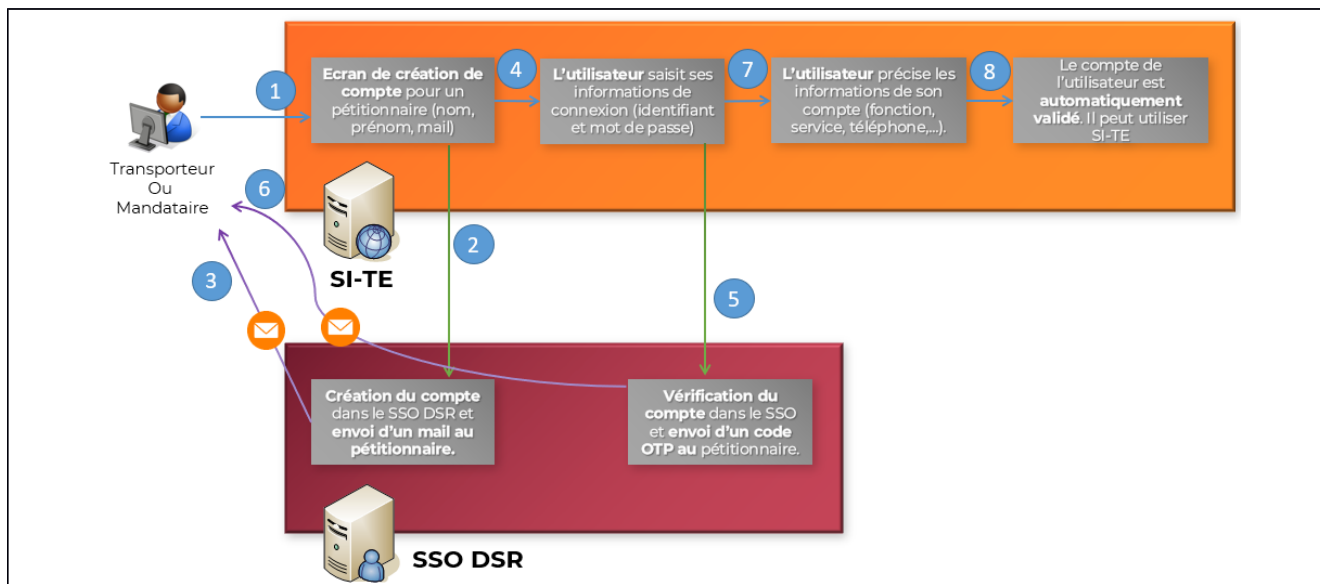 1
Ecran de création de
compte pour un
pétitionnaire (nom,
prénom, mail)
4
L'utilisateur saisit ses
informations de
connexion (identifiant
et mot de passe)
7
L'utilisateur précise les
informations de son
compte (fonction,
service, téléphone,...).
8
Le compte de
l'utilisateur est
automatiquement
validé. Il peut utiliser
SI-TE
Transporteur
Ou
Mandataire
6
SI-TE
2
3
5
Création du compte
dans le SSO DSR et
envoi d'un mail au
pétitionnaire.
Vérification du
compte dans le SSO
et envoi d'un code
OTP au pétitionnaire.
SSO DSR